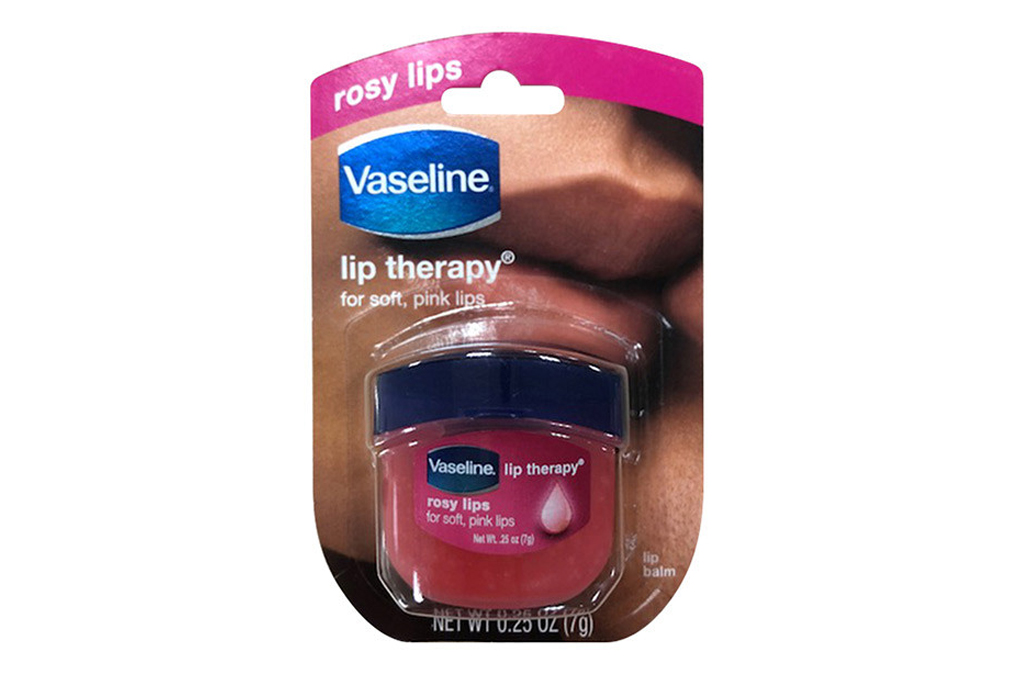 rosy lips
Vaseline®
lip therapy®
for soft, pink lips
Vaseline.
lip therapy®
rosy lips
for soft, pink lips
Net Wt. .25 oz (7g)
lip
balm
NET WT 0.25 OZ (7g)